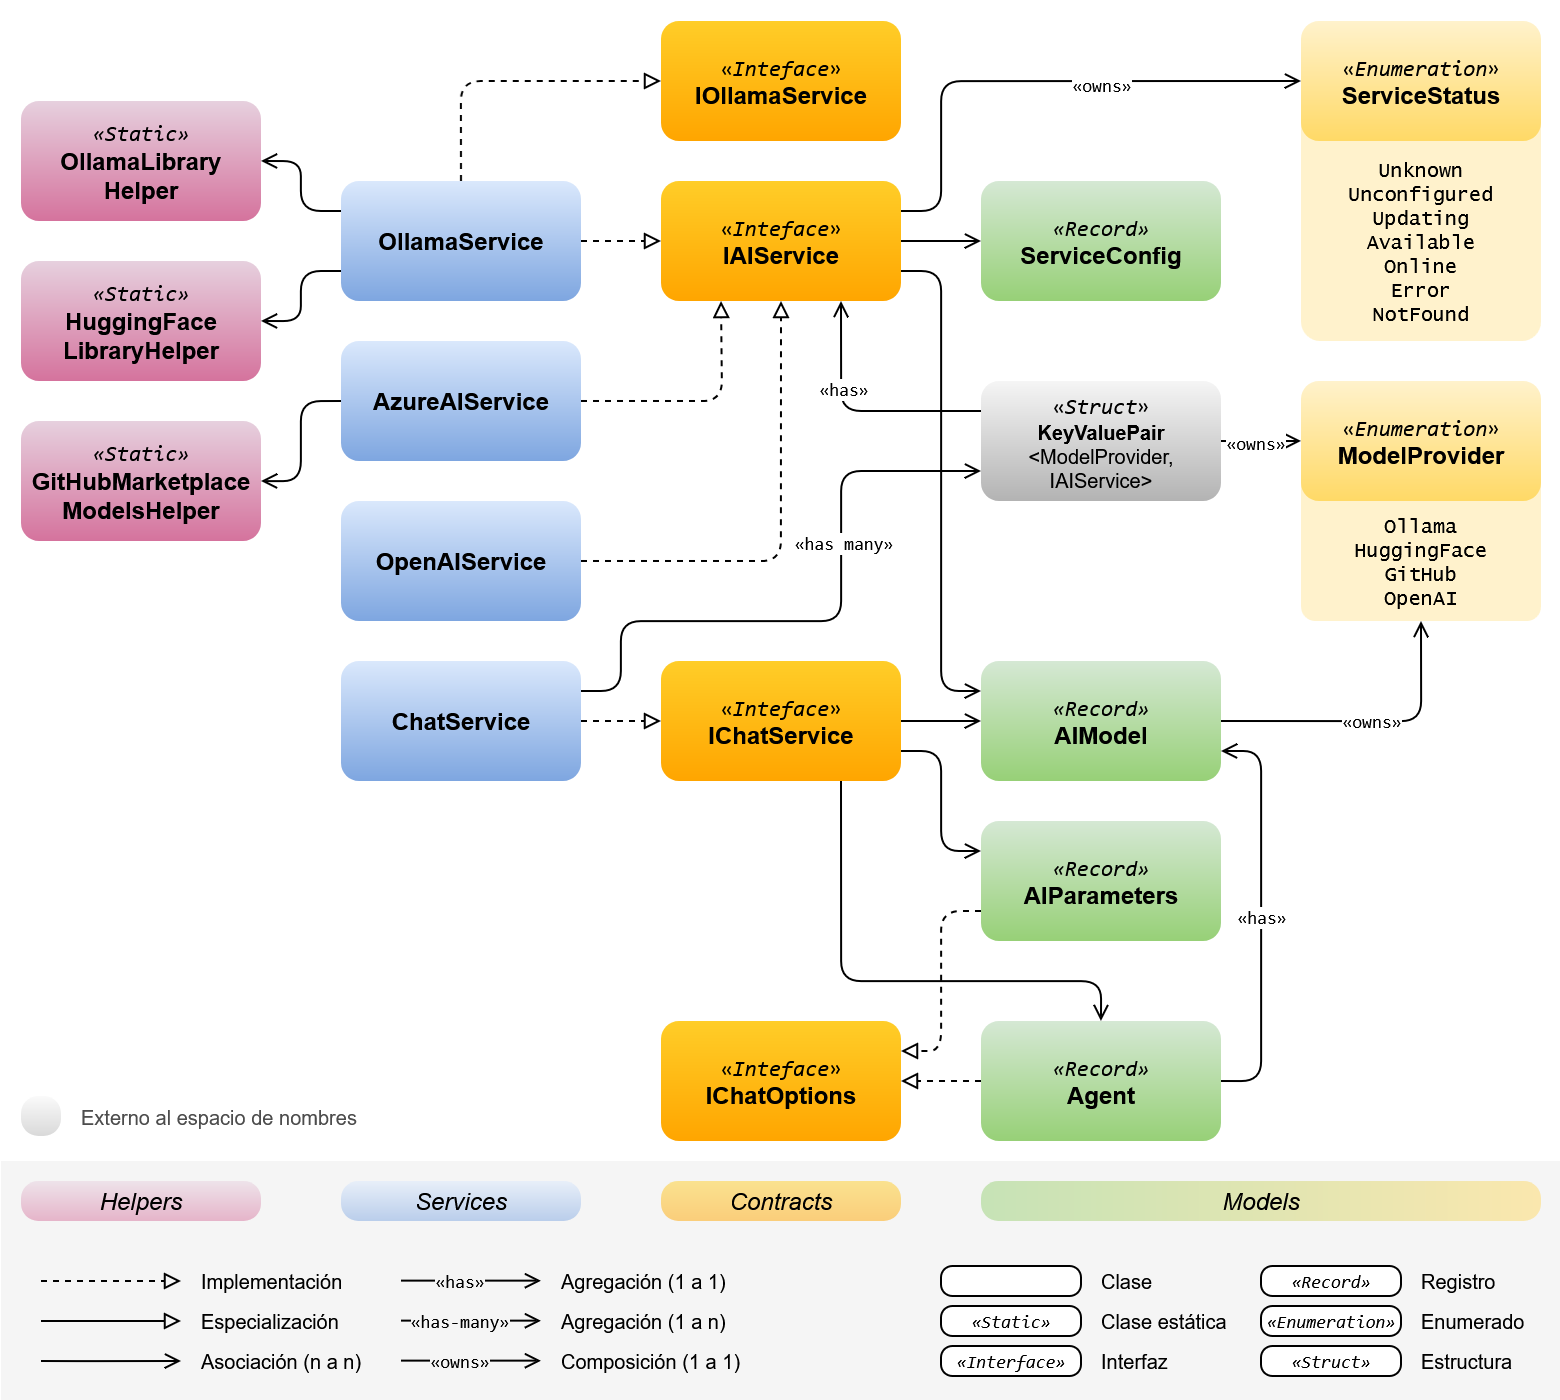 «Inteface»
IOllamaService
«owns»
«Enumeration»
ServiceStatus
Unknown
Unconfigured
Updating
Available
Online
Error
NotFound
«Static»
OllamaLibrary
Helper
OllamaService
«Inteface»
IAIService
«Record»
ServiceConfig
«Static»
HuggingFace
LibraryHelper
AzureAIService
«has»
«Struct»
KeyValuePair
<ModelProvider,
IAIService>
«owns»
«Enumeration»
ModelProvider
Ollama
HuggingFace
GitHub
OpenAI
«Static»
GitHubMarketplace
ModelsHelper
OpenAIService
«has many»
ChatService
«Inteface»
IChatService
«Record»
AIModel
«owns»
«Record»
AIParameters
«has»
«Inteface»
IChatOptions
«Record»
Agent
Externo al espacio de nombres
Helpers
Services
Contracts
Models
Implementación
«has»
Agregación (1 a 1)
Clase
«Record»
Registro
Especialización
«has-many»
Agregación (1 a n)
«Static»
Clase estática
«Enumeration»
Enumerado
Asociación (n a n)
«owns»
Composición (1 a 1)
«Interface»
Interfaz
«Struct»
Estructura